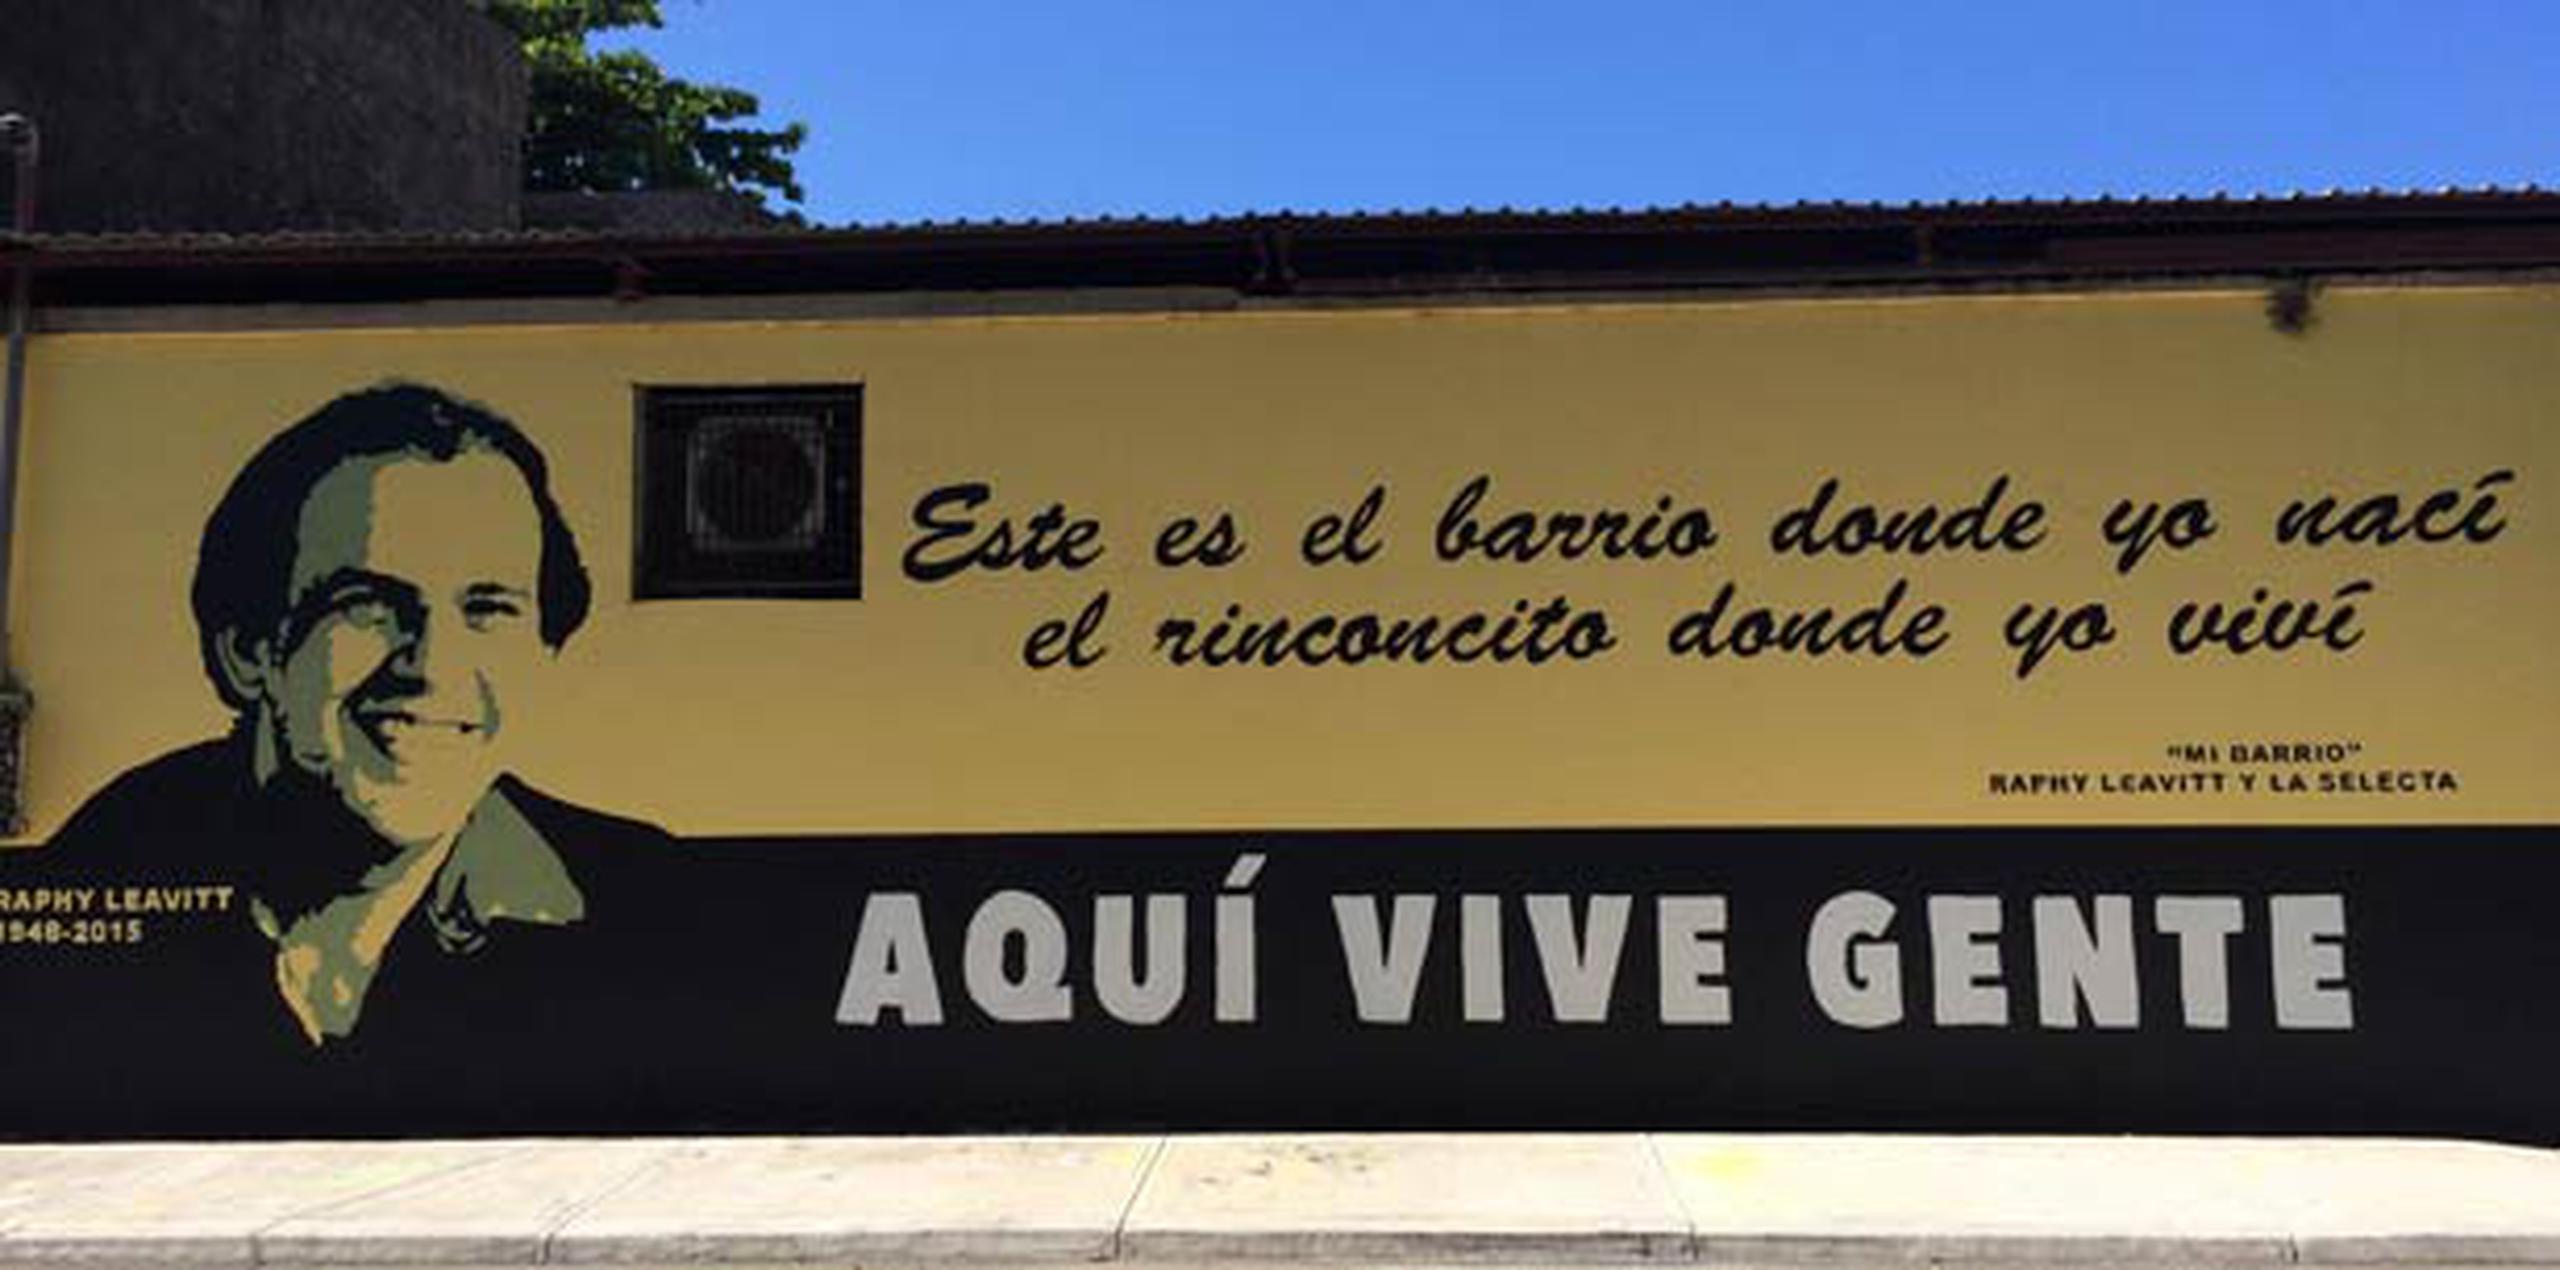 Este es el barrio donde yo nací
el rinconcito donde yo viví
"MI BARRIO"
RAPHY LEAVITT Y LA SELECTA
RAPHY LEAVITT
1948-2015
AQUÍ VIVE GENTE